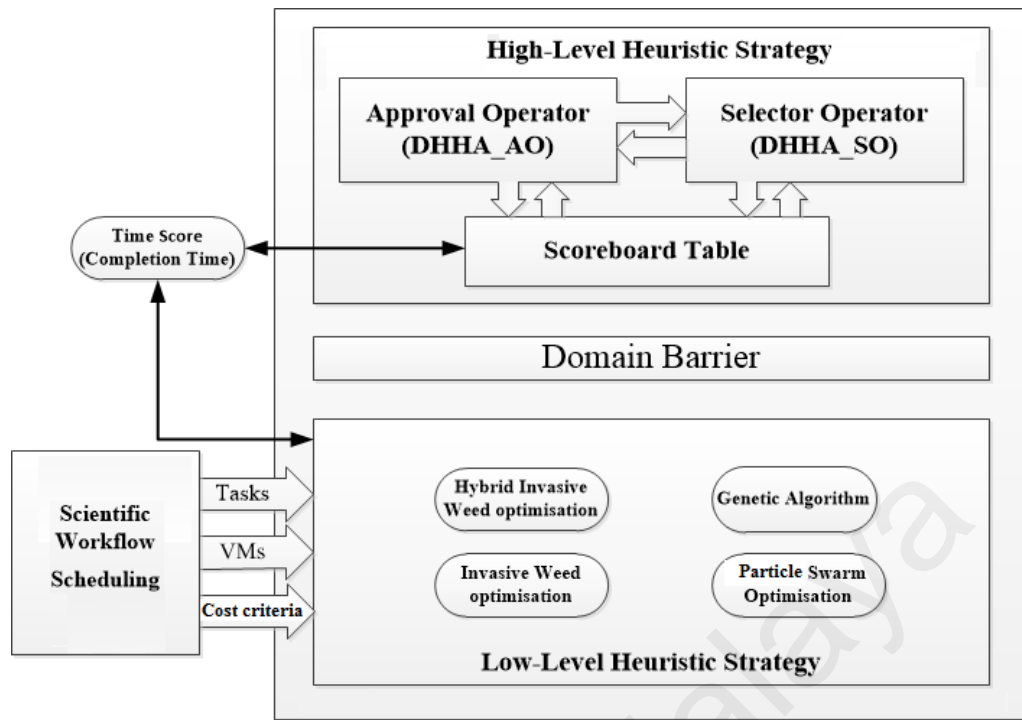 High-Level Heuristic Strategy
Approval Operator
(DHHA_AO)
Selector Operator
(DHHA_SO)
Scoreboard Table
Time Score
(Completion Time)
Domain Barrier
Scientific
Workflow
Scheduling
Tasks
VMs
Cost criteria
Hybrid Invasive
Weed optimisation
Genetic Algorithm
Invasive Weed
optimisation
Particle Swarm
Optimisation
Low-Level Heuristic Strategy
alaya